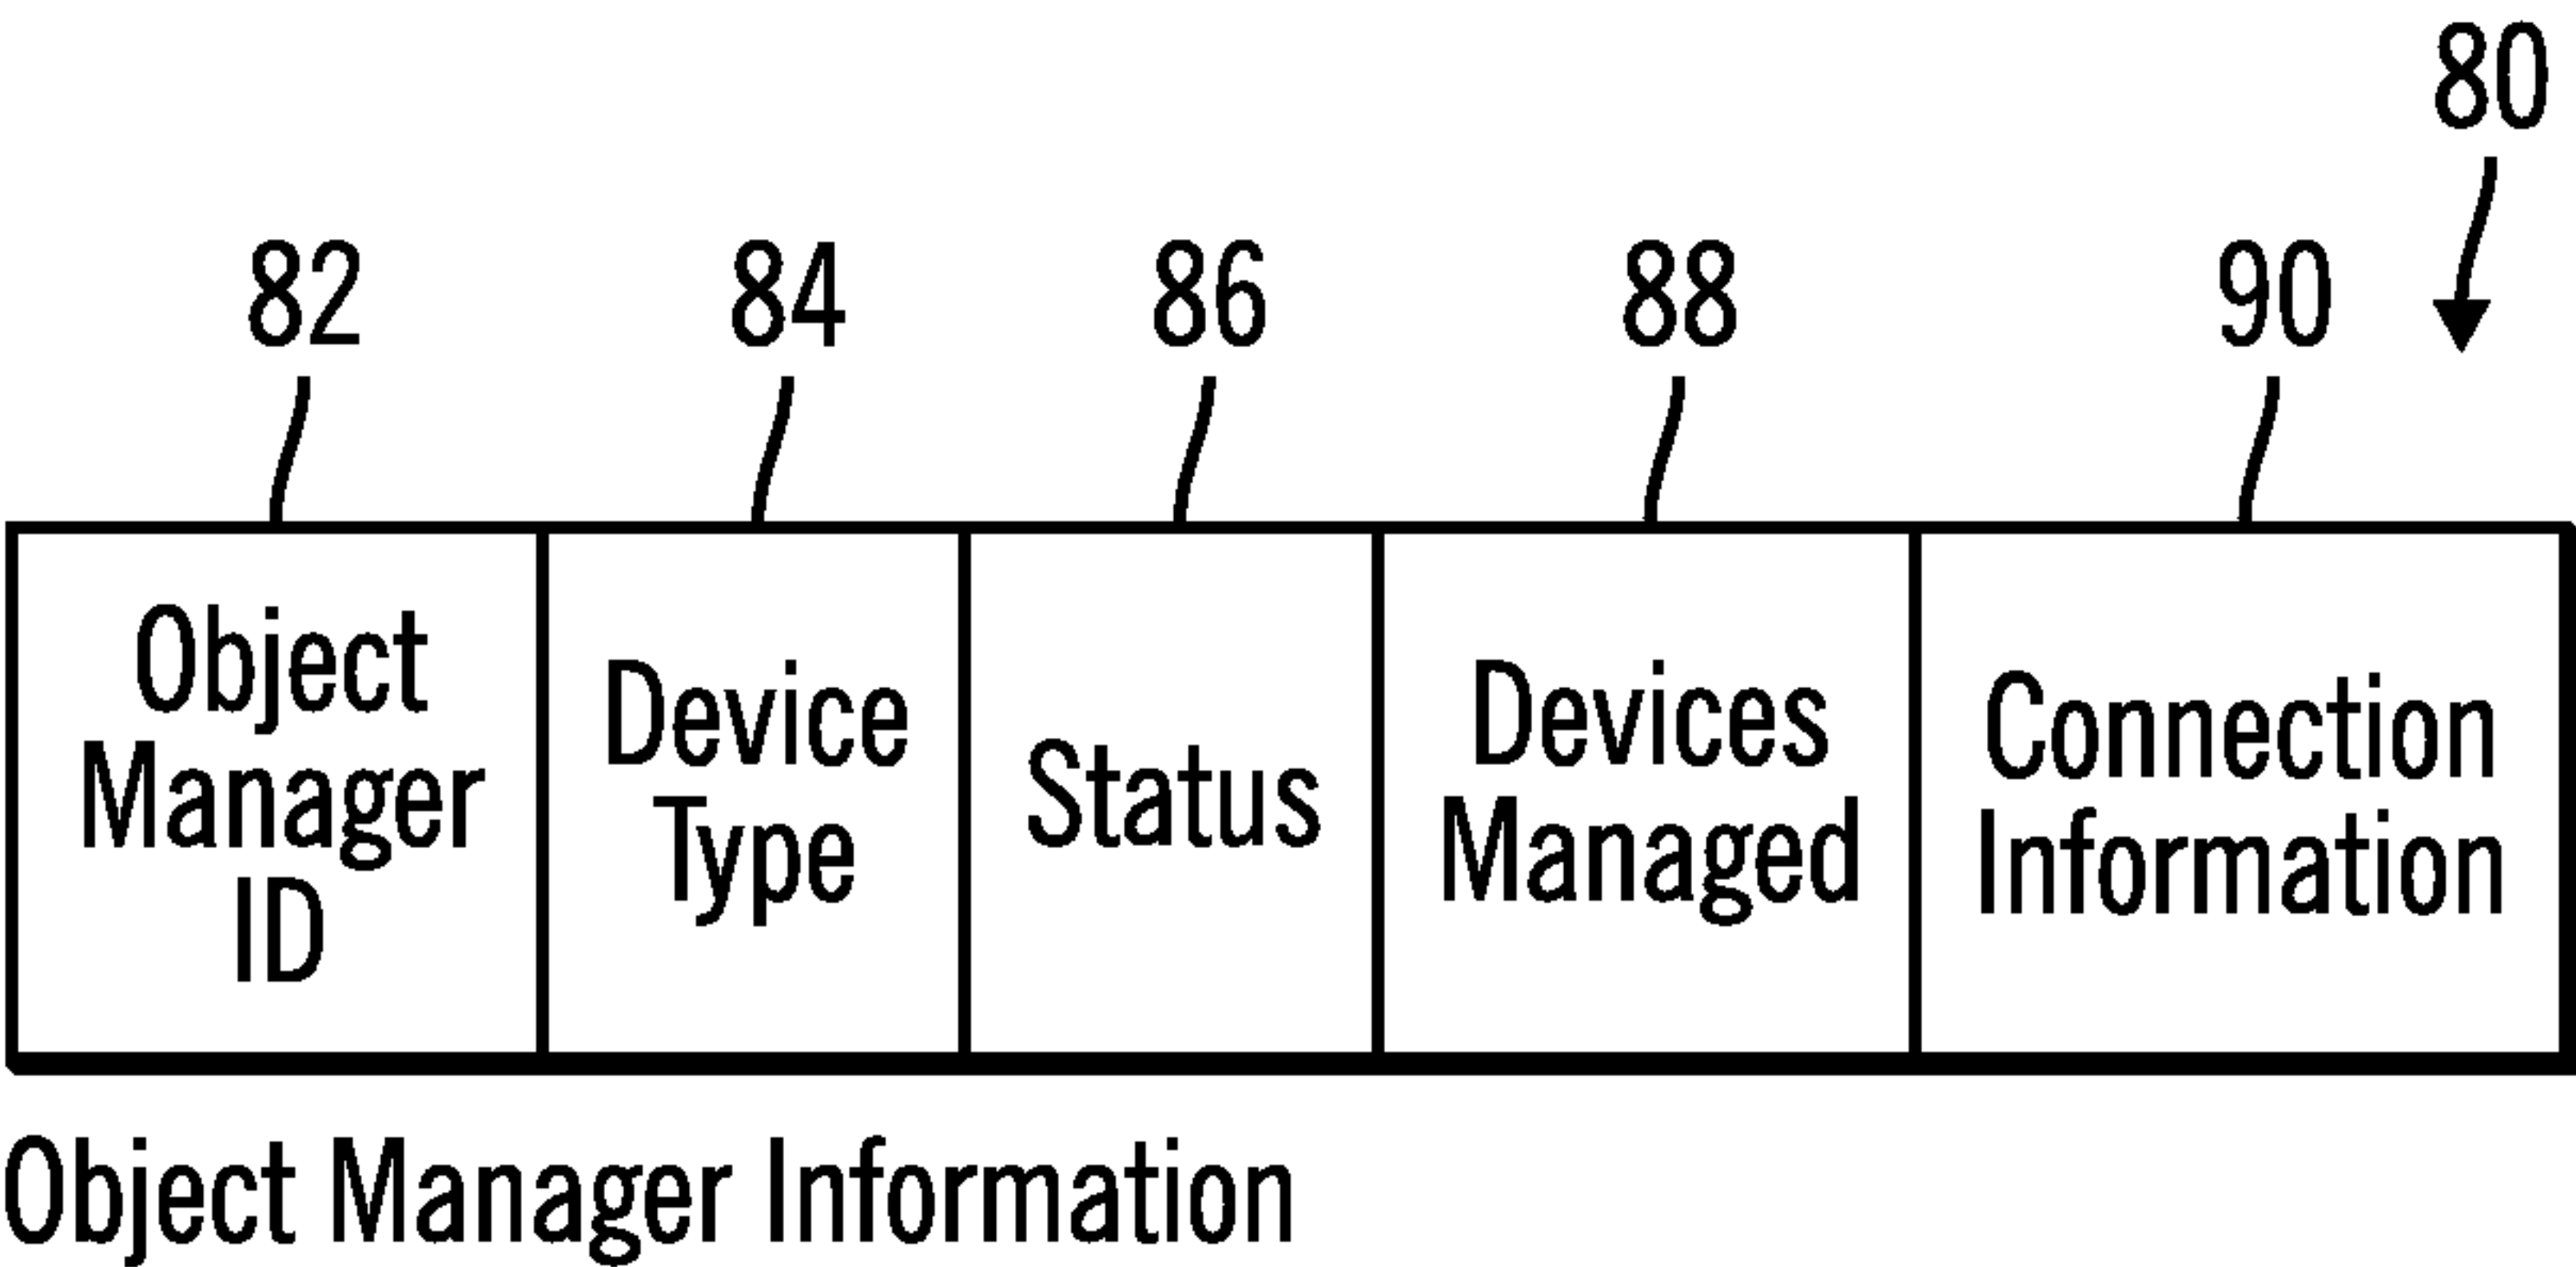 80
82 84 86 88 90
Object
Manager
ID
Device
Type
Status
Devices
Managed
Connection
Information
Object Manager Information